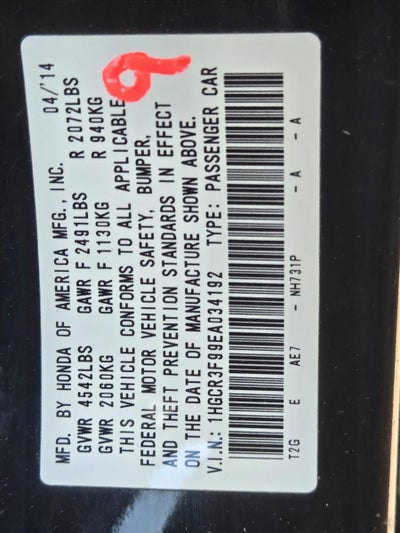 MFD. BY HONDA OF AMERICA MFG., INC. 04/'14
GVWR 4542LBS GAWR F 2491LBS R 2072LBS
GVWR 2060KG GAWR F 1130KG R 940KG
THIS VEHICLE CONFORMS TO ALL APPLICABLE
FEDERAL MOTOR VEHICLE SAFETY, BUMPER,
AND THEFT PREVENTION STANDARDS IN EFFECT
ON THE DATE OF MANUFACTURE SHOWN ABOVE.
V.I.N.: 1HGCR3F99EA034192 TYPE: PASSENGER CAR
T2G E AE7 - NH731P - A - A
9